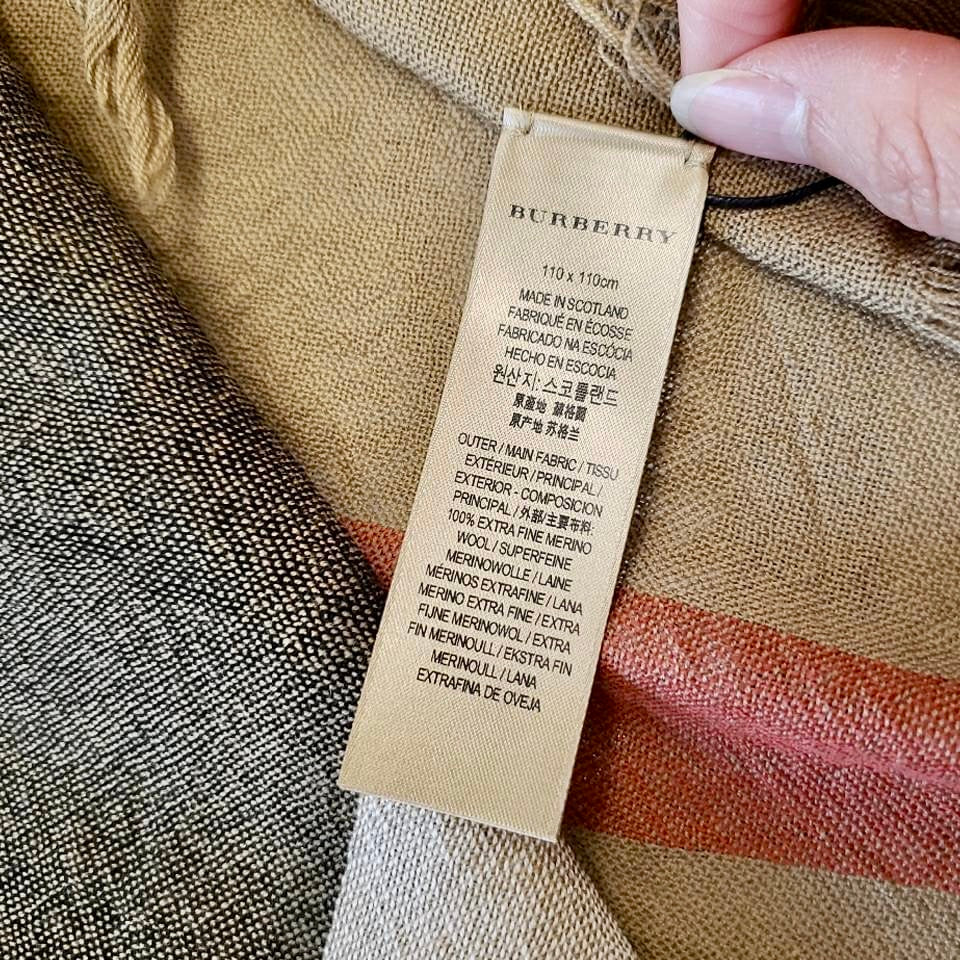 BURBERRY
110 x 110cm
MADE IN SCOTLAND
FABRIQUÉ EN ÉCOSSE
FABRICADO NA ESCÓCIA
HECHO EN ESCOCIA
원산지: 스코틀랜드
原產地 蘇格蘭
原产地 苏格兰
OUTER / MAIN FABRIC / TISSU
EXTÉRIEUR / PRINCIPAL /
EXTERIOR - COMPOSICION
PRINCIPAL / 外部/主要布料:
100% EXTRA FINE MERINO
WOOL / SUPERFEINE
MERINOWOLLE / LAINE
MÉRINOS EXTRAFINE / LANA
MERINO EXTRA FINE / EXTRA
FIJNE MERINOWOL / EXTRA
FIN MERINOULL / EKSTRA FIN
MERINOULL / LANA
EXTRAFINA DE OVEJA